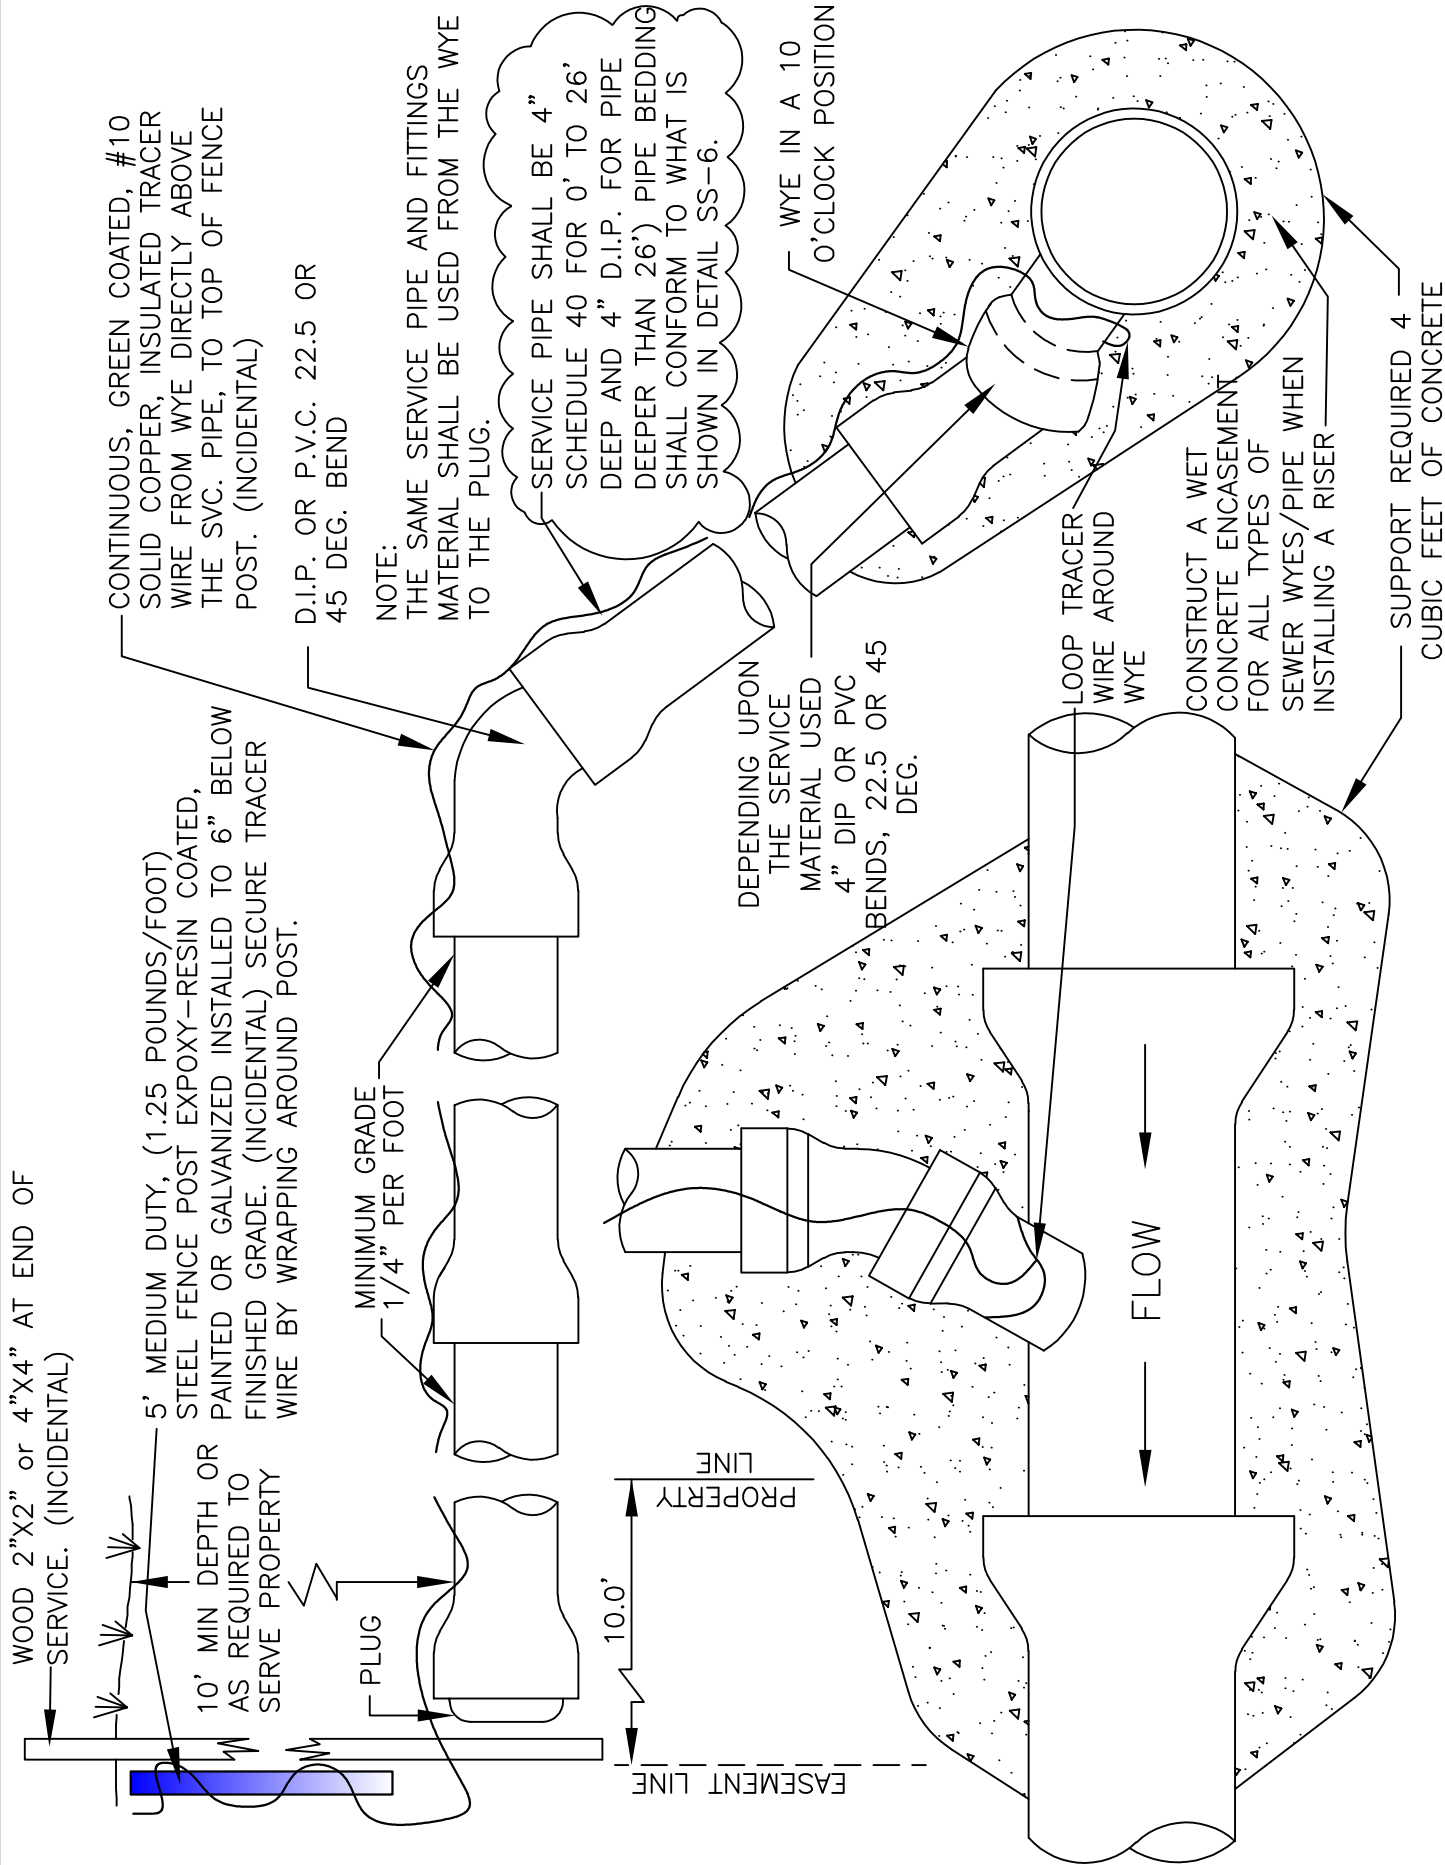 WOOD 2"X2" or 4"X4" AT END OF
SERVICE. (INCIDENTAL)
5' MEDIUM DUTY, (1.25 POUNDS/FOOT)
STEEL FENCE POST EXPOXY-RESIN COATED,
PAINTED OR GALVANIZED INSTALLED TO 6" BELOW
FINISHED GRADE. (INCIDENTAL) SECURE TRACER
WIRE BY WRAPPING AROUND POST.
10' MIN DEPTH OR
AS REQUIRED TO
SERVE PROPERTY
PLUG
MINIMUM GRADE
1/4" PER FOOT
10.0'
PROPERTY
LINE
EASEMENT LINE
CONTINUOUS, GREEN COATED, #10
SOLID COPPER, INSULATED TRACER
WIRE FROM WYE DIRECTLY ABOVE
THE SVC. PIPE, TO TOP OF FENCE
POST. (INCIDENTAL)
D.I.P. OR P.V.C. 22.5 OR
45 DEG. BEND
NOTE:
THE SAME SERVICE PIPE AND FITTINGS
MATERIAL SHALL BE USED FROM THE WYE
TO THE PLUG.
SERVICE PIPE SHALL BE 4"
SCHEDULE 40 FOR 0' TO 26'
DEEP AND 4" D.I.P. FOR PIPE
DEEPER THAN 26') PIPE BEDDING
SHALL CONFORM TO WHAT IS
SHOWN IN DETAIL SS-6.
WYE IN A 10
O'CLOCK POSITION
DEPENDING UPON
THE SERVICE
MATERIAL USED
4" DIP OR PVC
BENDS, 22.5 OR 45
DEG.
LOOP TRACER
WIRE AROUND
WYE
CONSTRUCT A WET
CONCRETE ENCASEMENT
FOR ALL TYPES OF
SEWER WYES/PIPE WHEN
INSTALLING A RISER
SUPPORT REQUIRED 4
CUBIC FEET OF CONCRETE
FLOW